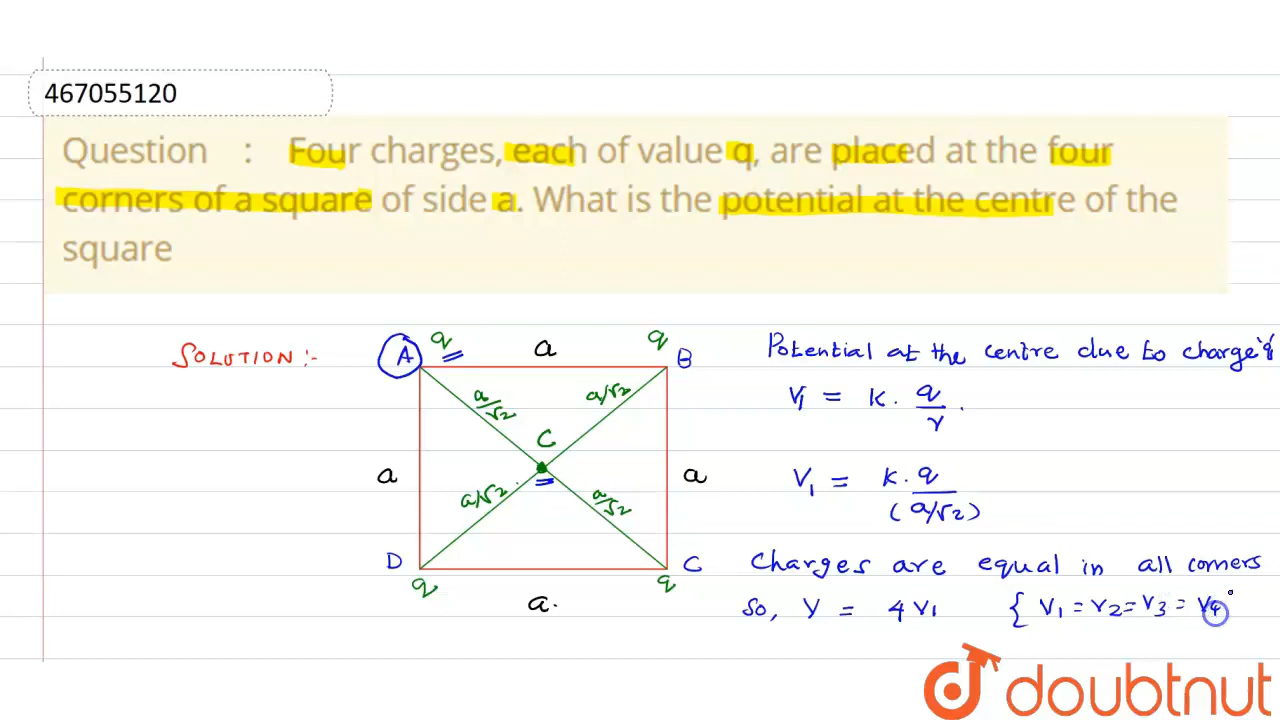 467055120
Question : Four charges, each of value q, are placed at the four
corners of a square of side a. What is the potential at the centre of the
square
SOLUTION :-
A
q
a
q
B
a/√2
a/√2
C
a
a
a/√2
a/√2
D
q
a.
q
C
Potential at the centre due to charge 'q'
V1 = K. q/r.
V1 = K.q/(a/√2)
Charges are equal in all corners
so, V = 4V1 { V1 = V2 = V3 = V4
doubtnut